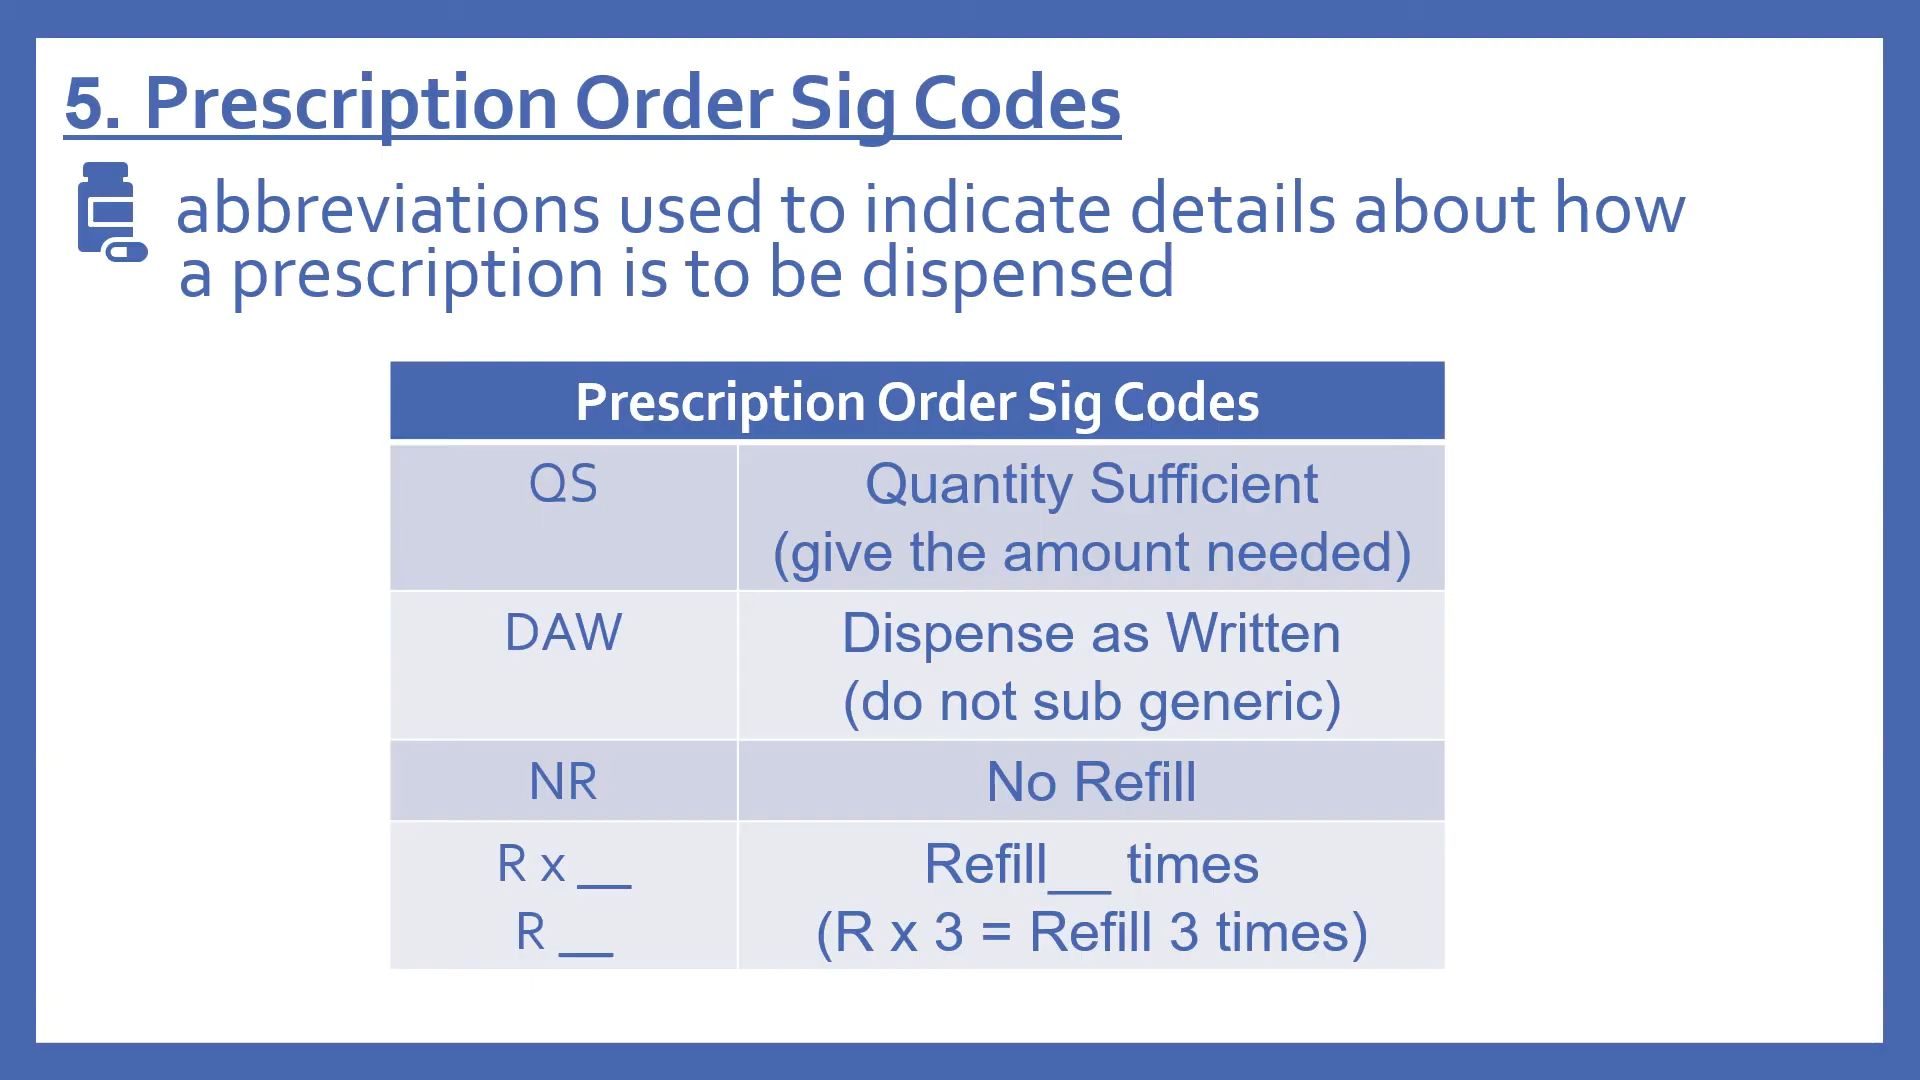 5. Prescription Order Sig Codes
abbreviations used to indicate details about how
a prescription is to be dispensed
Prescription Order Sig Codes
QS
Quantity Sufficient
(give the amount needed)
DAW
Dispense as Written
(do not sub generic)
NR
No Refill
R x __
R __
Refill__ times
(R x 3 = Refill 3 times)